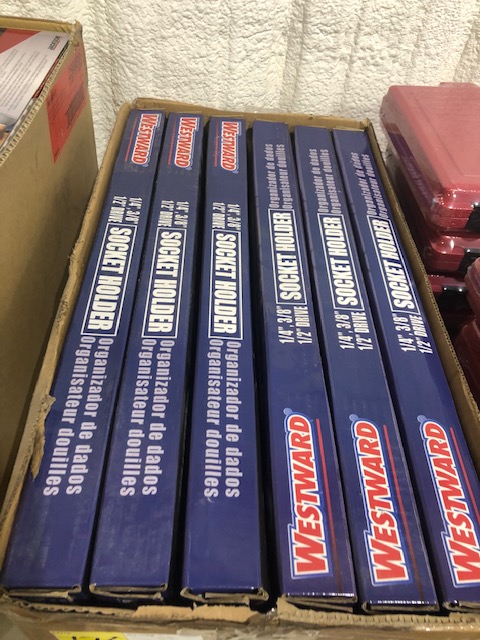 WESTWARD
1/4", 3/8"
1/2" DRIVE
SOCKET HOLDER
Organizador de dados
Organisateur douilles
WESTWARD
1/4", 3/8"
1/2" DRIVE
SOCKET HOLDER
Organizador de dados
Organisateur douilles
WESTWARD
1/4", 3/8"
1/2" DRIVE
SOCKET HOLDER
Organizador de dados
Organisateur douilles
WESTWARD
1/4", 3/8"
1/2" DRIVE
SOCKET HOLDER
Organizador de dados
Organisateur douilles
WESTWARD
1/4", 3/8"
1/2" DRIVE
SOCKET HOLDER
Organizador de dados
Organisateur douilles
WESTWARD
1/4", 3/8"
1/2" DRIVE
SOCKET HOLDER
Organizador de dados
Organisateur douilles